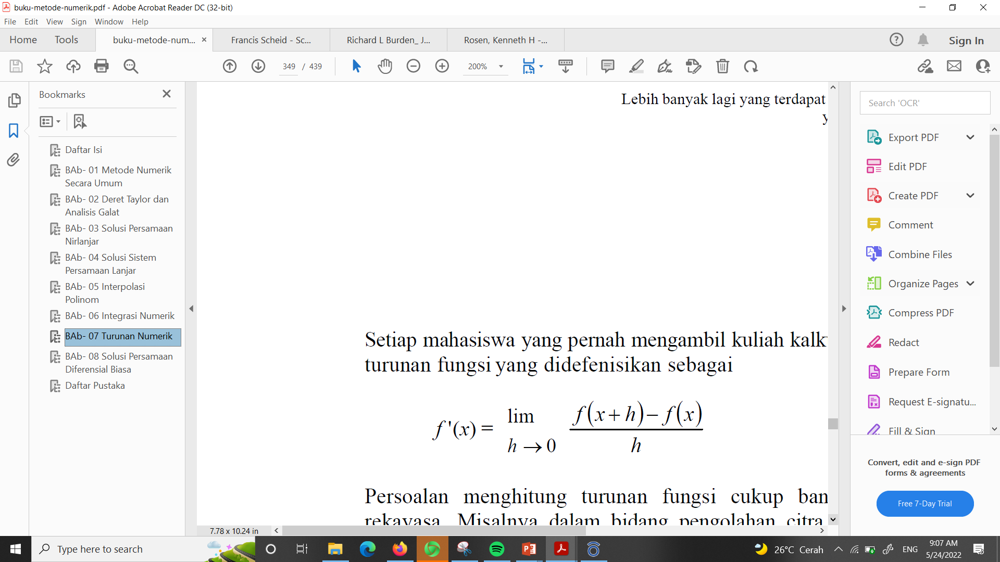 buku-metode-numerik.pdf - Adobe Acrobat Reader DC (32-bit)
File Edit View Sign Window Help
Home Tools buku-metode-num... Francis Scheid - Sc... Richard L Burden_ J... Rosen, Kenneth H -... Sign In
349 / 439 200%
Bookmarks
Daftar Isi
BAb- 01 Metode Numerik
Secara Umum
BAb- 02 Deret Taylor dan
Analisis Galat
BAb- 03 Solusi Persamaan
Nirlanjar
BAb- 04 Solusi Sistem
Persamaan Lanjar
BAb- 05 Interpolasi
Polinom
BAb- 06 Integrasi Numerik
BAb- 07 Turunan Numerik
BAb- 08 Solusi Persamaan
Diferensial Biasa
Daftar Pustaka
Lebih banyak lagi yang terdapat
y
Setiap mahasiswa yang pernah mengambil kuliah kalk
turunan fungsi yang didefenisikan sebagai
f '(x) = lim h → 0 f(x + h) − f(x) / h
Persoalan menghitung turunan fungsi cukup ban
rekayasa. Misalnya dalam bidang pengolahan citra
7.78 x 10.24 in
Search 'OCR'
Export PDF
Edit PDF
Create PDF
Comment
Combine Files
Organize Pages
Compress PDF
Redact
Prepare Form
Request E-signatu...
Fill & Sign
Convert, edit and e-sign PDF
forms & agreements
Free 7-Day Trial
Type here to search
26°C Cerah
ENG
9:07 AM
5/24/2022